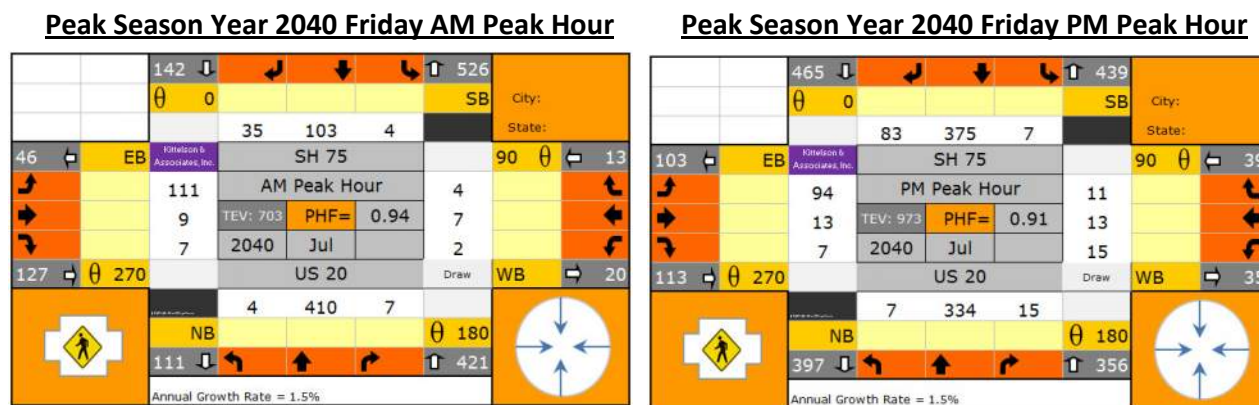 Peak Season Year 2040 Friday AM Peak Hour
142 526
θ 0 SB City:
35 103 4 State:
46 EB Kittelson & Associates, Inc. SH 75 90 θ 13
111 AM Peak Hour 4
9 TEV: 703 PHF= 0.94 7
7 2040 Jul 2
127 θ 270 US 20 Draw WB 20
4 410 7
NB θ 180
111 421
Annual Growth Rate = 1.5%
Peak Season Year 2040 Friday PM Peak Hour
465 439
θ 0 SB City:
83 375 7 State:
103 EB Kittelson & Associates, Inc. SH 75 90 θ 39
94 PM Peak Hour 11
13 TEV: 973 PHF= 0.91 13
7 2040 Jul 15
113 θ 270 US 20 Draw WB 35
7 334 15
NB θ 180
397 356
Annual Growth Rate = 1.5%